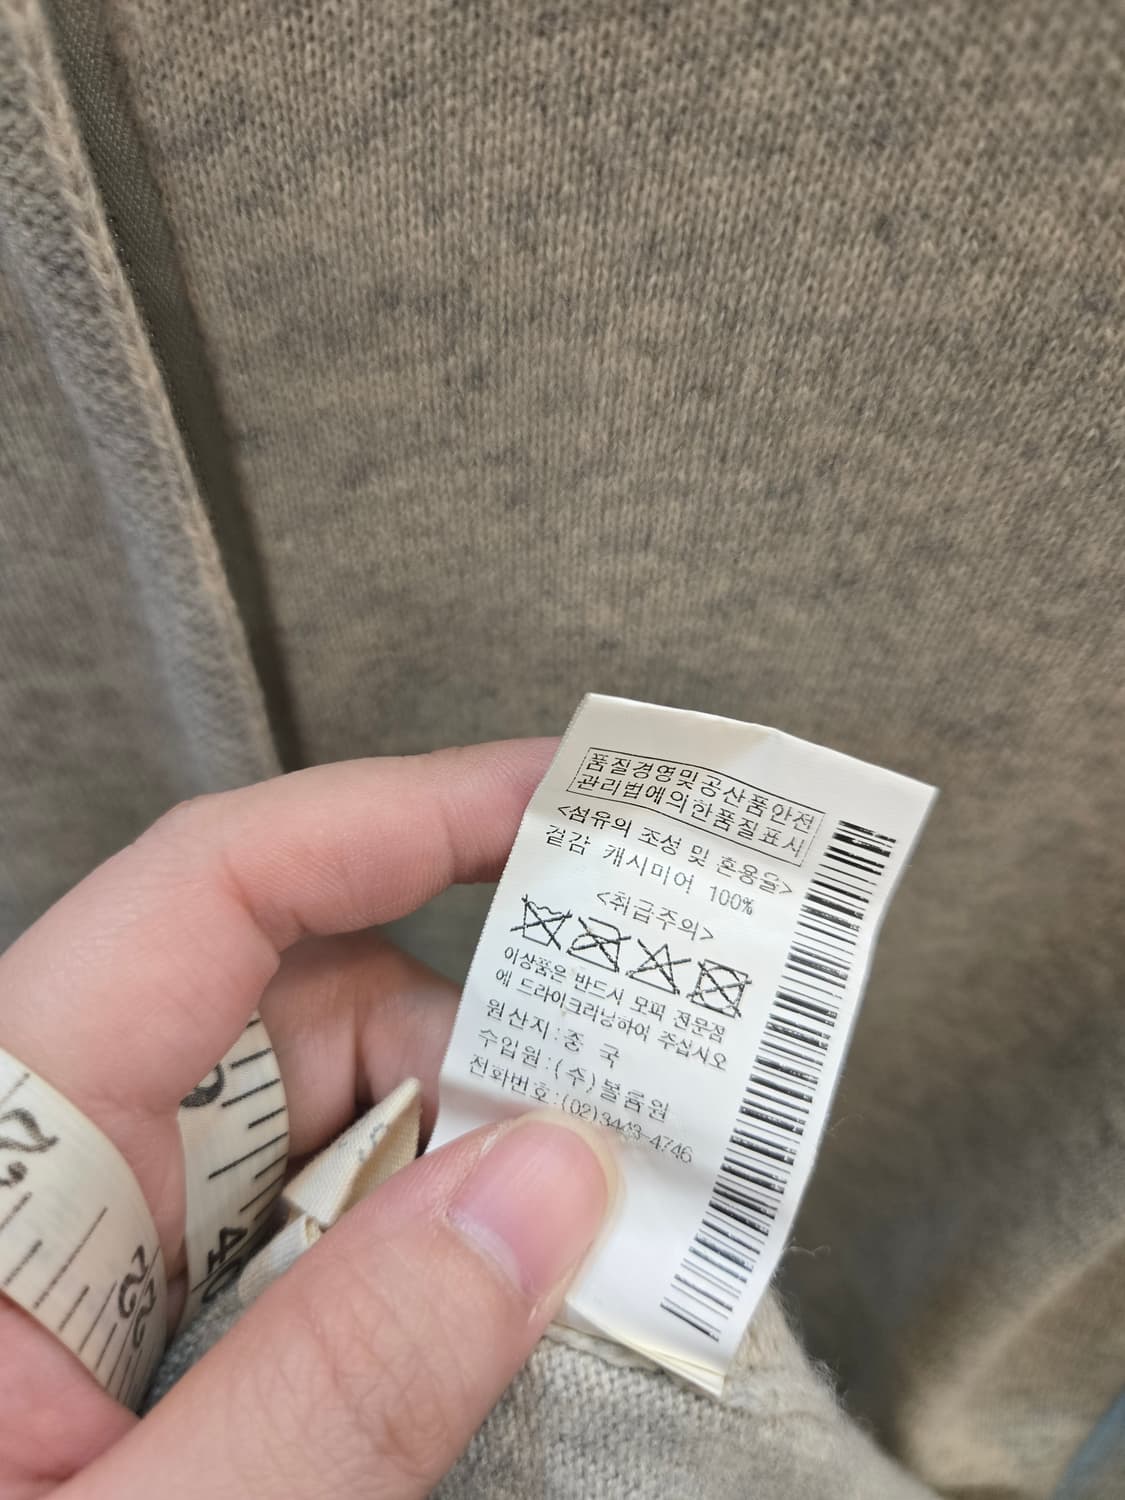 품질경영및공산품안전
관리법에의한품질표시
<섬유의 조성 및 혼용율>
겉감 캐시미어 100%
<취급주의>
이상품은 반드시 모피 전문점
에 드라이크리닝하여 주십시오
원산지:중 국
수입원:(주)볼륨원
전화번호:(02)3443-4746
40
22